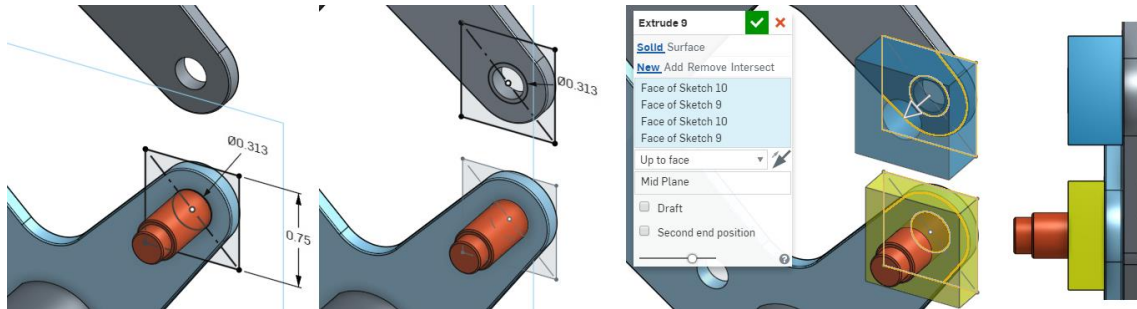 Ø0.313
0.75
Ø0.313
Extrude 9
Solid Surface
New Add Remove Intersect
Face of Sketch 10
Face of Sketch 9
Face of Sketch 10
Face of Sketch 9
Up to face
Mid Plane
Draft
Second end position